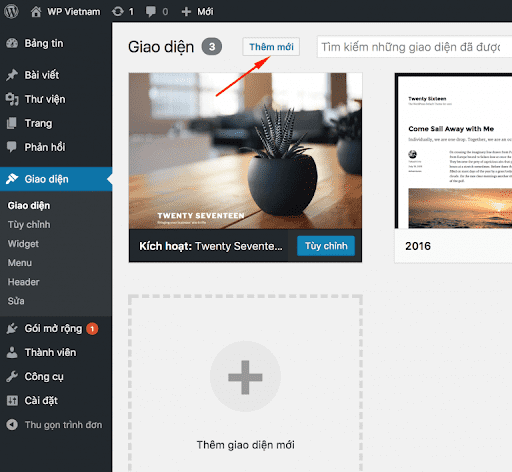 WP Vietnam 1 0 + Mới
Bảng tin
Bài viết
Thư viện
Trang
Phản hồi
Giao diện
Giao diện
Tùy chỉnh
Widget
Menu
Header
Sửa
Gói mở rộng 1
Thành viên
Công cụ
Cài đặt
Thu gọn trình đơn
Giao diện 3 Thêm mới Tìm kiếm những giao diện đã được
TWENTY SEVENTEEN
Kích hoạt: Twenty Sevente... Tùy chỉnh
Twenty Sixteen
Come Sail Away with Me
2016
Thêm giao diện mới